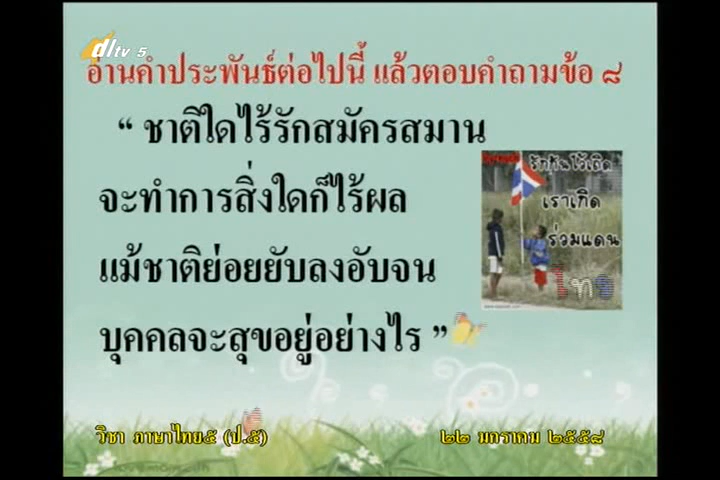 dltv 5
อ่านคำประพันธ์ต่อไปนี้ แล้วตอบคำถามข้อ ๘
“ ชาติใดไร้รักสมัครสมาน
จะทำการสิ่งใดก็ไร้ผล
แม้ชาติย่อยยับลงอับจน
บุคคลจะสุขอยู่อย่างไร ”
รักกันไว้เถิด
เราเกิด
ร่วมแดน
ไทย
วิชา ภาษาไทย๕ (ป.๕)
๒๒ มกราคม ๒๕๕๘